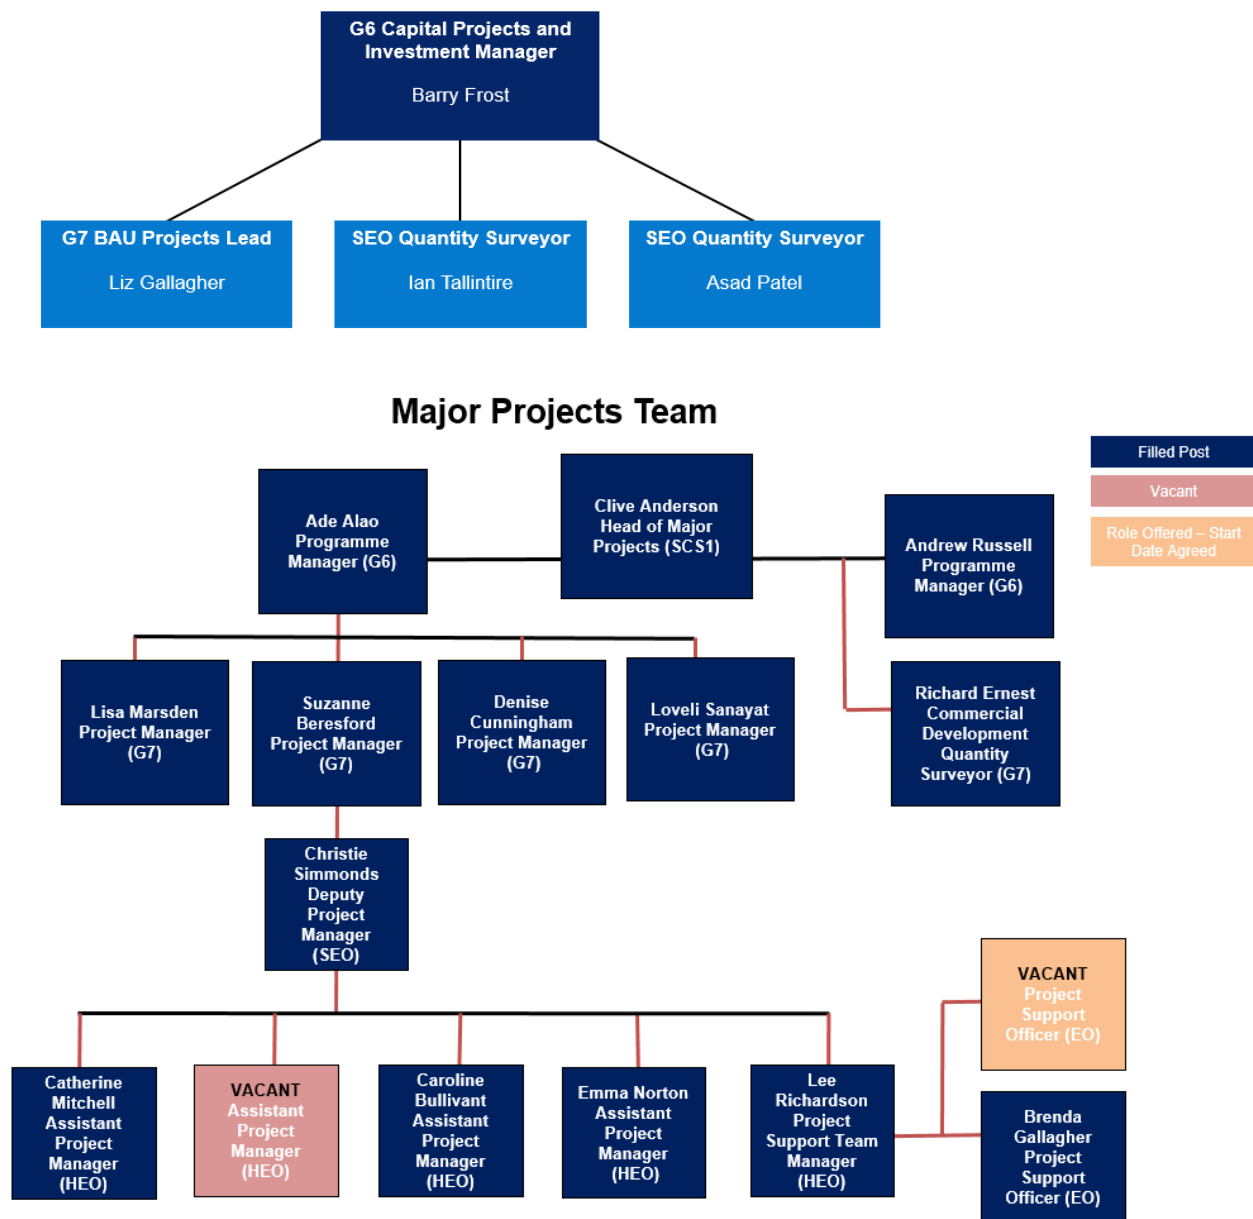 G6 Capital Projects and
Investment Manager
Barry Frost
G7 BAU Projects Lead
Liz Gallagher
SEO Quantity Surveyor
Ian Tallintire
SEO Quantity Surveyor
Asad Patel
Major Projects Team
Filled Post
Vacant
Role Offered – Start
Date Agreed
Ade Alao
Programme
Manager (G6)
Clive Anderson
Head of Major
Projects (SCS1)
Andrew Russell
Programme
Manager (G6)
Lisa Marsden
Project Manager
(G7)
Suzanne
Beresford
Project Manager
(G7)
Denise
Cunningham
Project Manager
(G7)
Loveli Sanayat
Project Manager
(G7)
Richard Ernest
Commercial
Development
Quantity
Surveyor (G7)
Christie
Simmonds
Deputy
Project
Manager
(SEO)
VACANT
Project
Support
Officer (EO)
Catherine
Mitchell
Assistant
Project
Manager
(HEO)
VACANT
Assistant
Project
Manager
(HEO)
Caroline
Bullivant
Assistant
Project
Manager
(HEO)
Emma Norton
Assistant
Project
Manager
(HEO)
Lee
Richardson
Project
Support Team
Manager
(HEO)
Brenda
Gallagher
Project
Support
Officer (EO)